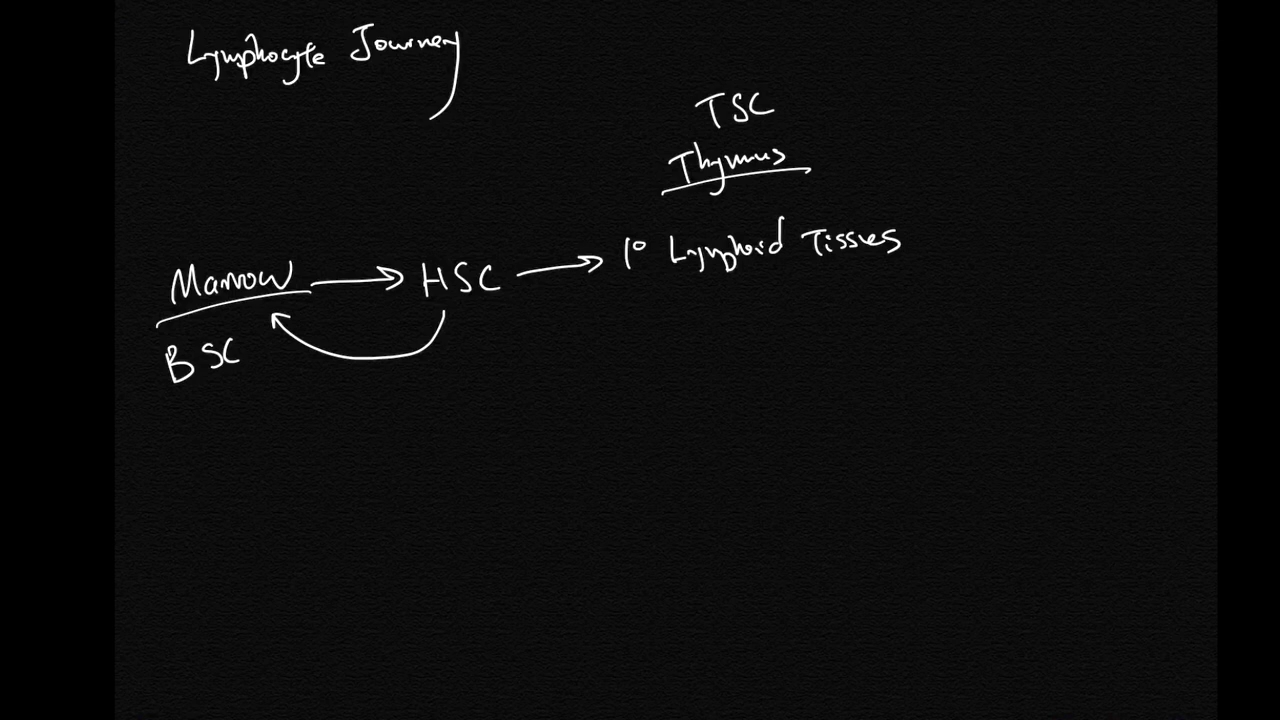 Lymphocyte Journey
TSC
Thymus
Marrow → HSC → 1° Lymphoid Tissues
BSC